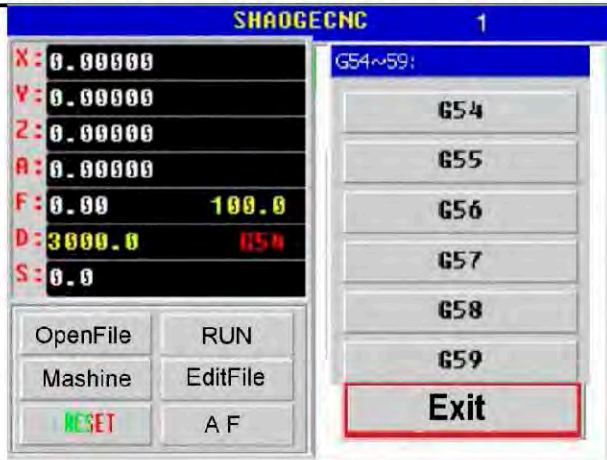 SHAOGECNC 1
X: 0.00000
Y: 0.00000
Z: 0.00000
A: 0.00000
F: 0.00 100.0
D: 3000.0 G54
S: 0.0
OpenFile RUN
Mashine EditFile
RESET A F
G54~59:
G54
G55
G56
G57
G58
G59
Exit